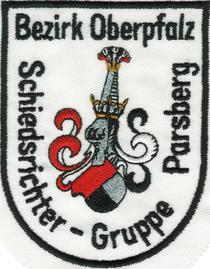 Bezirk Oberpfalz
Schiedsrichter - Gruppe Parsberg